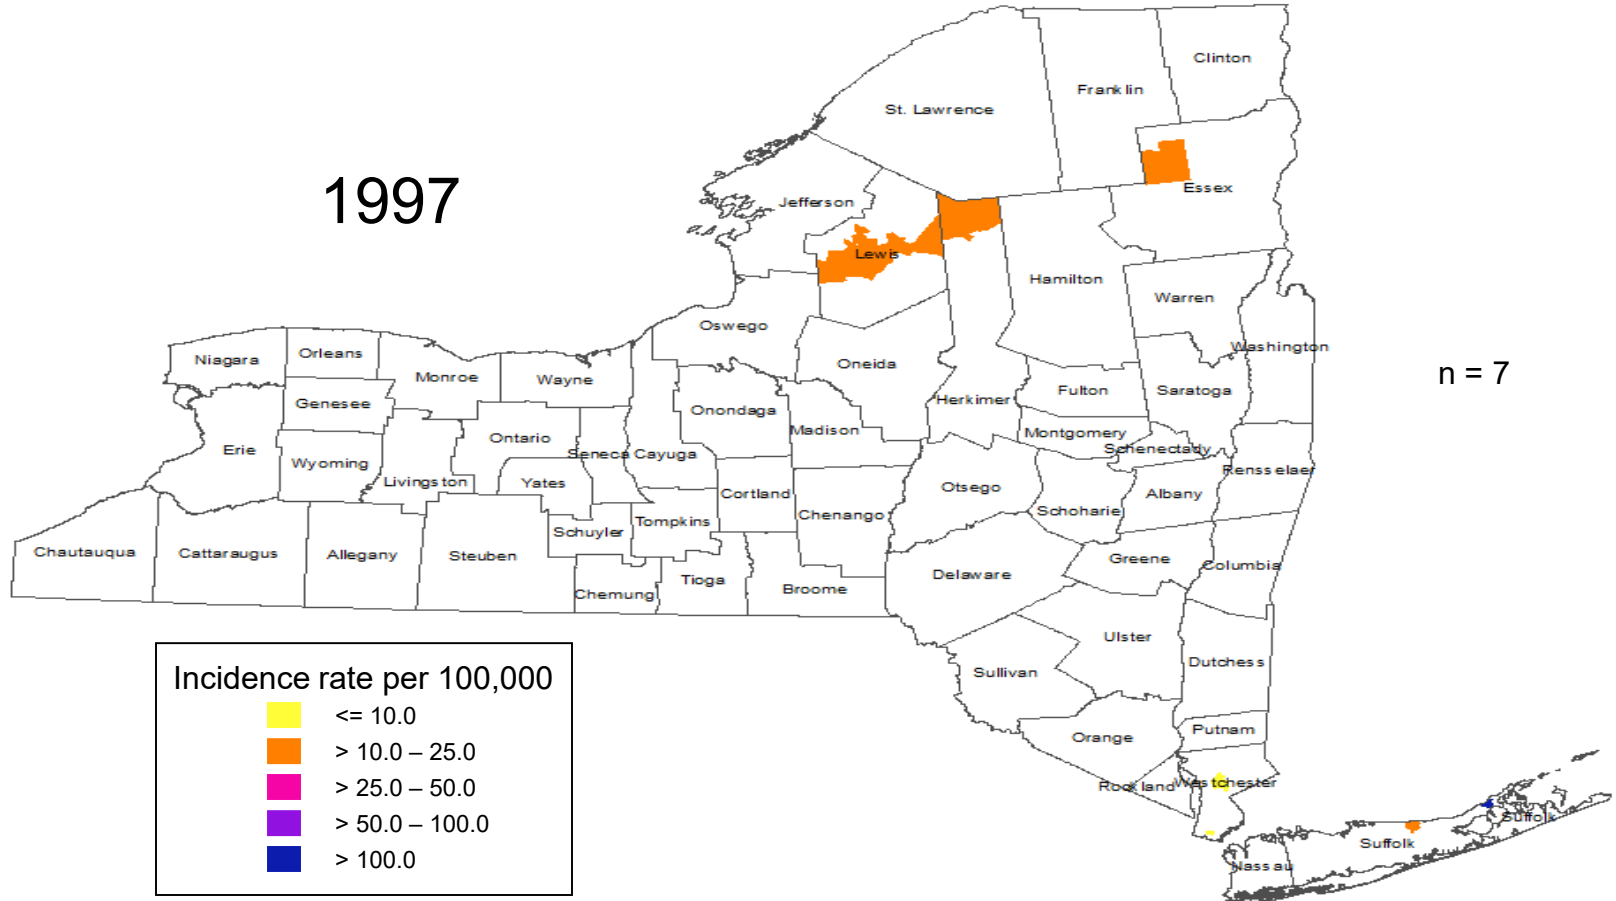 Clinton
Franklin
St. Lawrence
1997
Essex
Jefferson
Lewis
Hamilton
Warren
Oswego
Washington
Niagara
Orleans
Oneida
n = 7
Monroe
Wayne
Fulton
Saratoga
Genesee
Herkimer
Onondaga
Madison
Montgomery
Ontario
Erie
Schenectady
Seneca
Cayuga
Wyoming
Rensselaer
Livingston
Yates
Otsego
Cortland
Albany
Chenango
Schoharie
Tompkins
Schuyler
Chautauqua
Cattaraugus
Allegany
Steuben
Greene
Columbia
Delaware
Tioga
Broome
Chemung
Ulster
Dutchess
Sullivan
Incidence rate per 100,000
<= 10.0
> 10.0 – 25.0
> 25.0 – 50.0
> 50.0 – 100.0
> 100.0
Putnam
Orange
Westchester
Rockland
Suffolk
Suffolk
Nassau